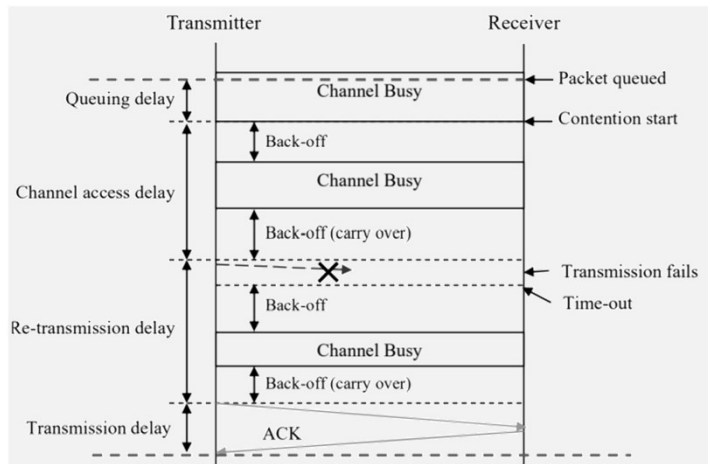 Transmitter
Receiver
Packet queued
Queuing delay
Channel Busy
Contention start
Back-off
Channel access delay
Channel Busy
Back-off (carry over)
Transmission fails
Time-out
Back-off
Re-transmission delay
Channel Busy
Back-off (carry over)
Transmission delay
ACK